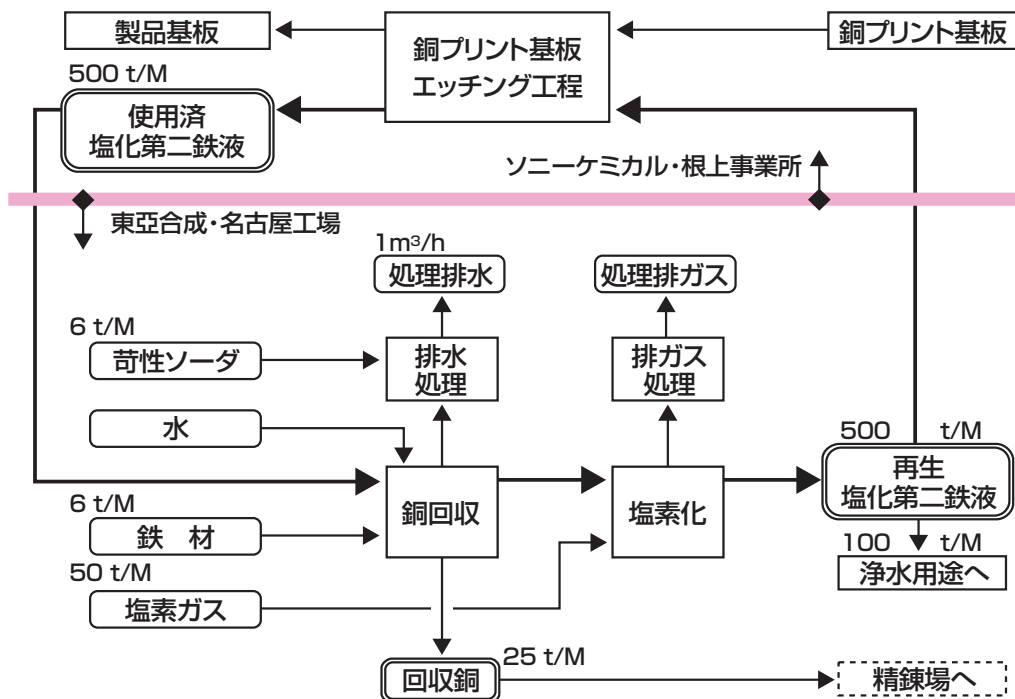 製品基板
銅プリント基板
エッチング工程
銅プリント基板
500 t/M
使用済
塩化第二鉄液
ソニーケミカル・根上事業所
東亞合成・名古屋工場
1m³/h
処理排水
処理排ガス
6 t/M
苛性ソーダ
排水
処理
排ガス
処理
水
500 t/M
再生
塩化第二鉄液
銅回収
塩素化
6 t/M
鉄 材
100 t/M
浄水用途へ
50 t/M
塩素ガス
25 t/M
回収銅
精錬場へ